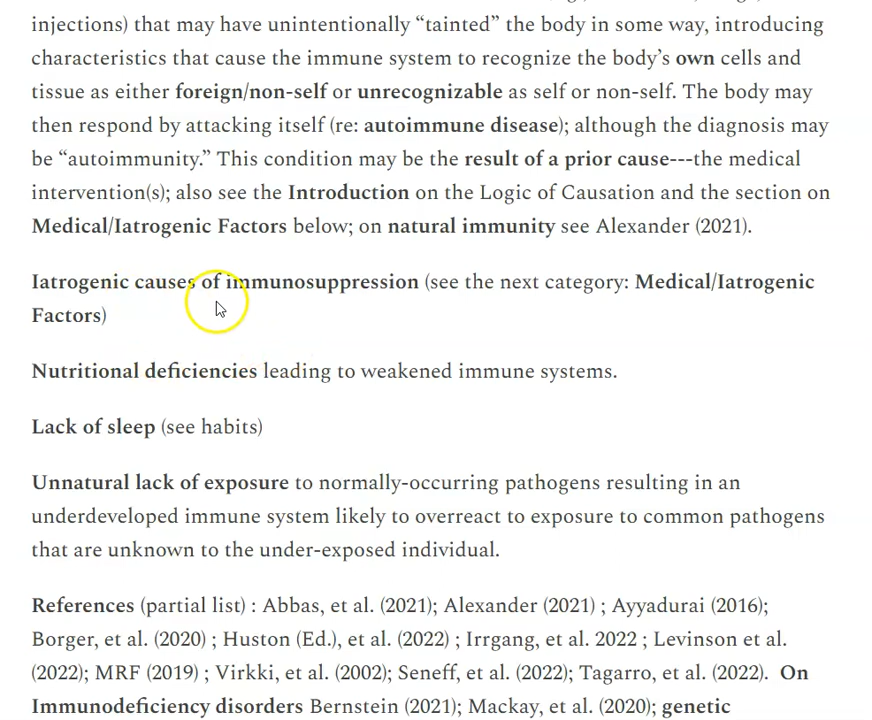 injections) that may have unintentionally “tainted” the body in some way, introducing
characteristics that cause the immune system to recognize the body’s own cells and
tissue as either foreign/non-self or unrecognizable as self or non-self. The body may
then respond by attacking itself (re: autoimmune disease); although the diagnosis may
be “autoimmunity.” This condition may be the result of a prior cause---the medical
intervention(s); also see the Introduction on the Logic of Causation and the section on
Medical/Iatrogenic Factors below; on natural immunity see Alexander (2021).
Iatrogenic causes of immunosuppression (see the next category: Medical/Iatrogenic
Factors)
Nutritional deficiencies leading to weakened immune systems.
Lack of sleep (see habits)
Unnatural lack of exposure to normally-occurring pathogens resulting in an
underdeveloped immune system likely to overreact to exposure to common pathogens
that are unknown to the under-exposed individual.
References (partial list) : Abbas, et al. (2021); Alexander (2021) ; Ayyadurai (2016);
Borger, et al. (2020) ; Huston (Ed.), et al. (2022) ; Irrgang, et al. 2022 ; Levinson et al.
(2022); MRF (2019) ; Virkki, et al. (2002); Seneff, et al. (2022); Tagarro, et al. (2022). On
Immunodeficiency disorders Bernstein (2021); Mackay, et al. (2020); genetic